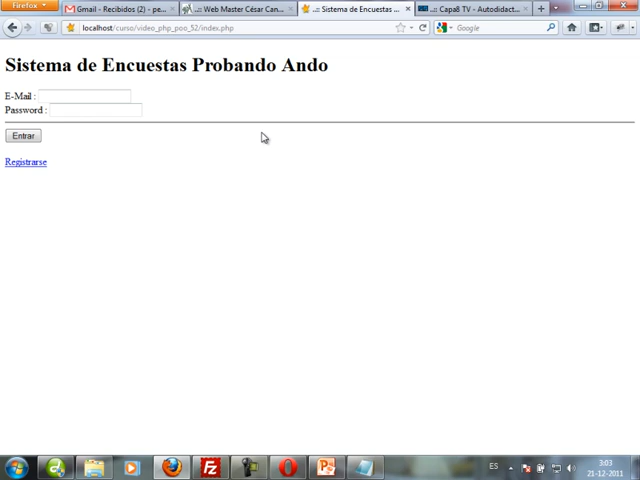 Firefox
Gmail - Recibidos (2) - pe...
..:: Web Master César Can...
..:: Sistema de Encuestas ...
..:: Capa8 TV - Autodidact...
localhost/curso/video_php_poo_52/index.php
Google
Sistema de Encuestas Probando Ando
E-Mail :
Password :
Entrar
Registrarse
ES
3:03
21-12-2011